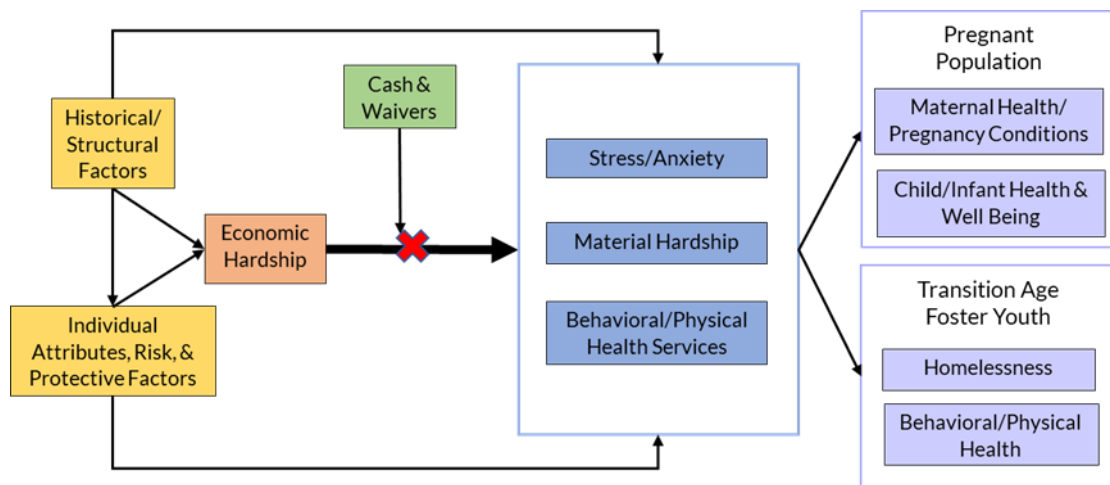 Historical/
Structural
Factors
Individual
Attributes, Risk, &
Protective Factors
Economic
Hardship
Cash &
Waivers
Stress/Anxiety
Material Hardship
Behavioral/Physical
Health Services
Pregnant
Population
Maternal Health/
Pregnancy Conditions
Child/Infant Health &
Well Being
Transition Age
Foster Youth
Homelessness
Behavioral/Physical
Health